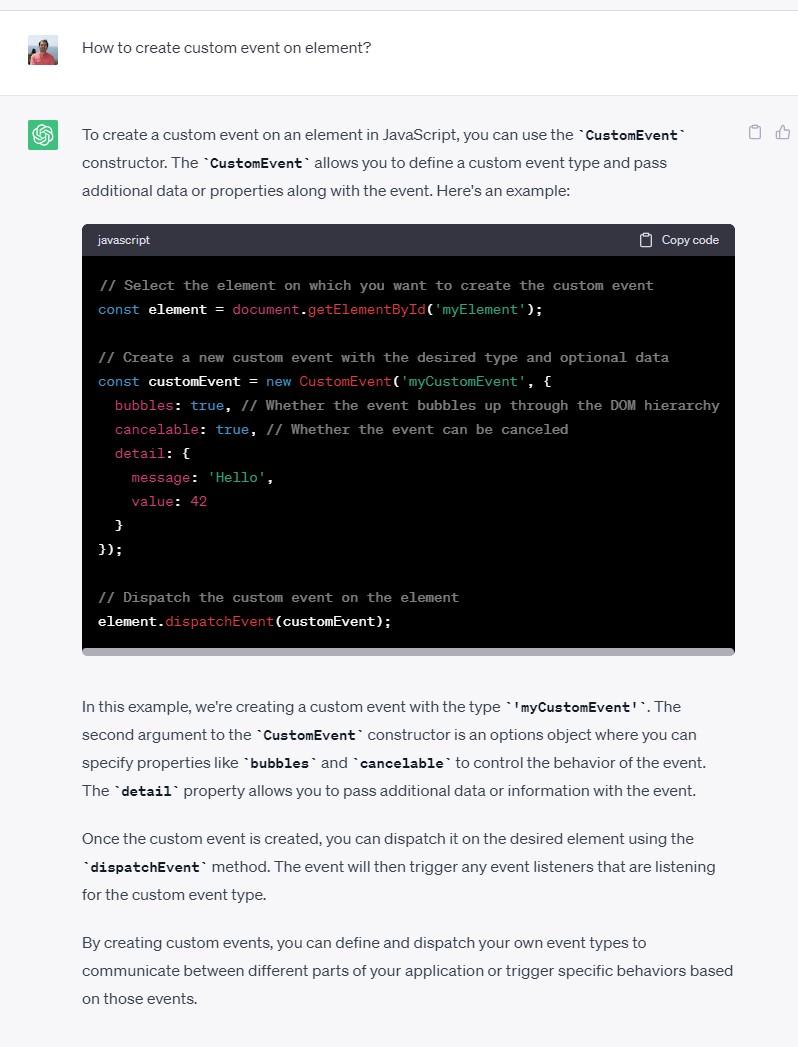 How to create custom event on element?
To create a custom event on an element in JavaScript, you can use the `CustomEvent`
constructor. The `CustomEvent` allows you to define a custom event type and pass
additional data or properties along with the event. Here's an example:
javascript Copy code
// Select the element on which you want to create the custom event
const element = document.getElementById('myElement');
// Create a new custom event with the desired type and optional data
const customEvent = new CustomEvent('myCustomEvent', {
  bubbles: true, // Whether the event bubbles up through the DOM hierarchy
  cancelable: true, // Whether the event can be canceled
  detail: {
    message: 'Hello',
    value: 42
  }
});
// Dispatch the custom event on the element
element.dispatchEvent(customEvent);
In this example, we're creating a custom event with the type `'myCustomEvent'`. The
second argument to the `CustomEvent` constructor is an options object where you can
specify properties like `bubbles` and `cancelable` to control the behavior of the event.
The `detail` property allows you to pass additional data or information with the event.
Once the custom event is created, you can dispatch it on the desired element using the
`dispatchEvent` method. The event will then trigger any event listeners that are listening
for the custom event type.
By creating custom events, you can define and dispatch your own event types to
communicate between different parts of your application or trigger specific behaviors based
on those events.